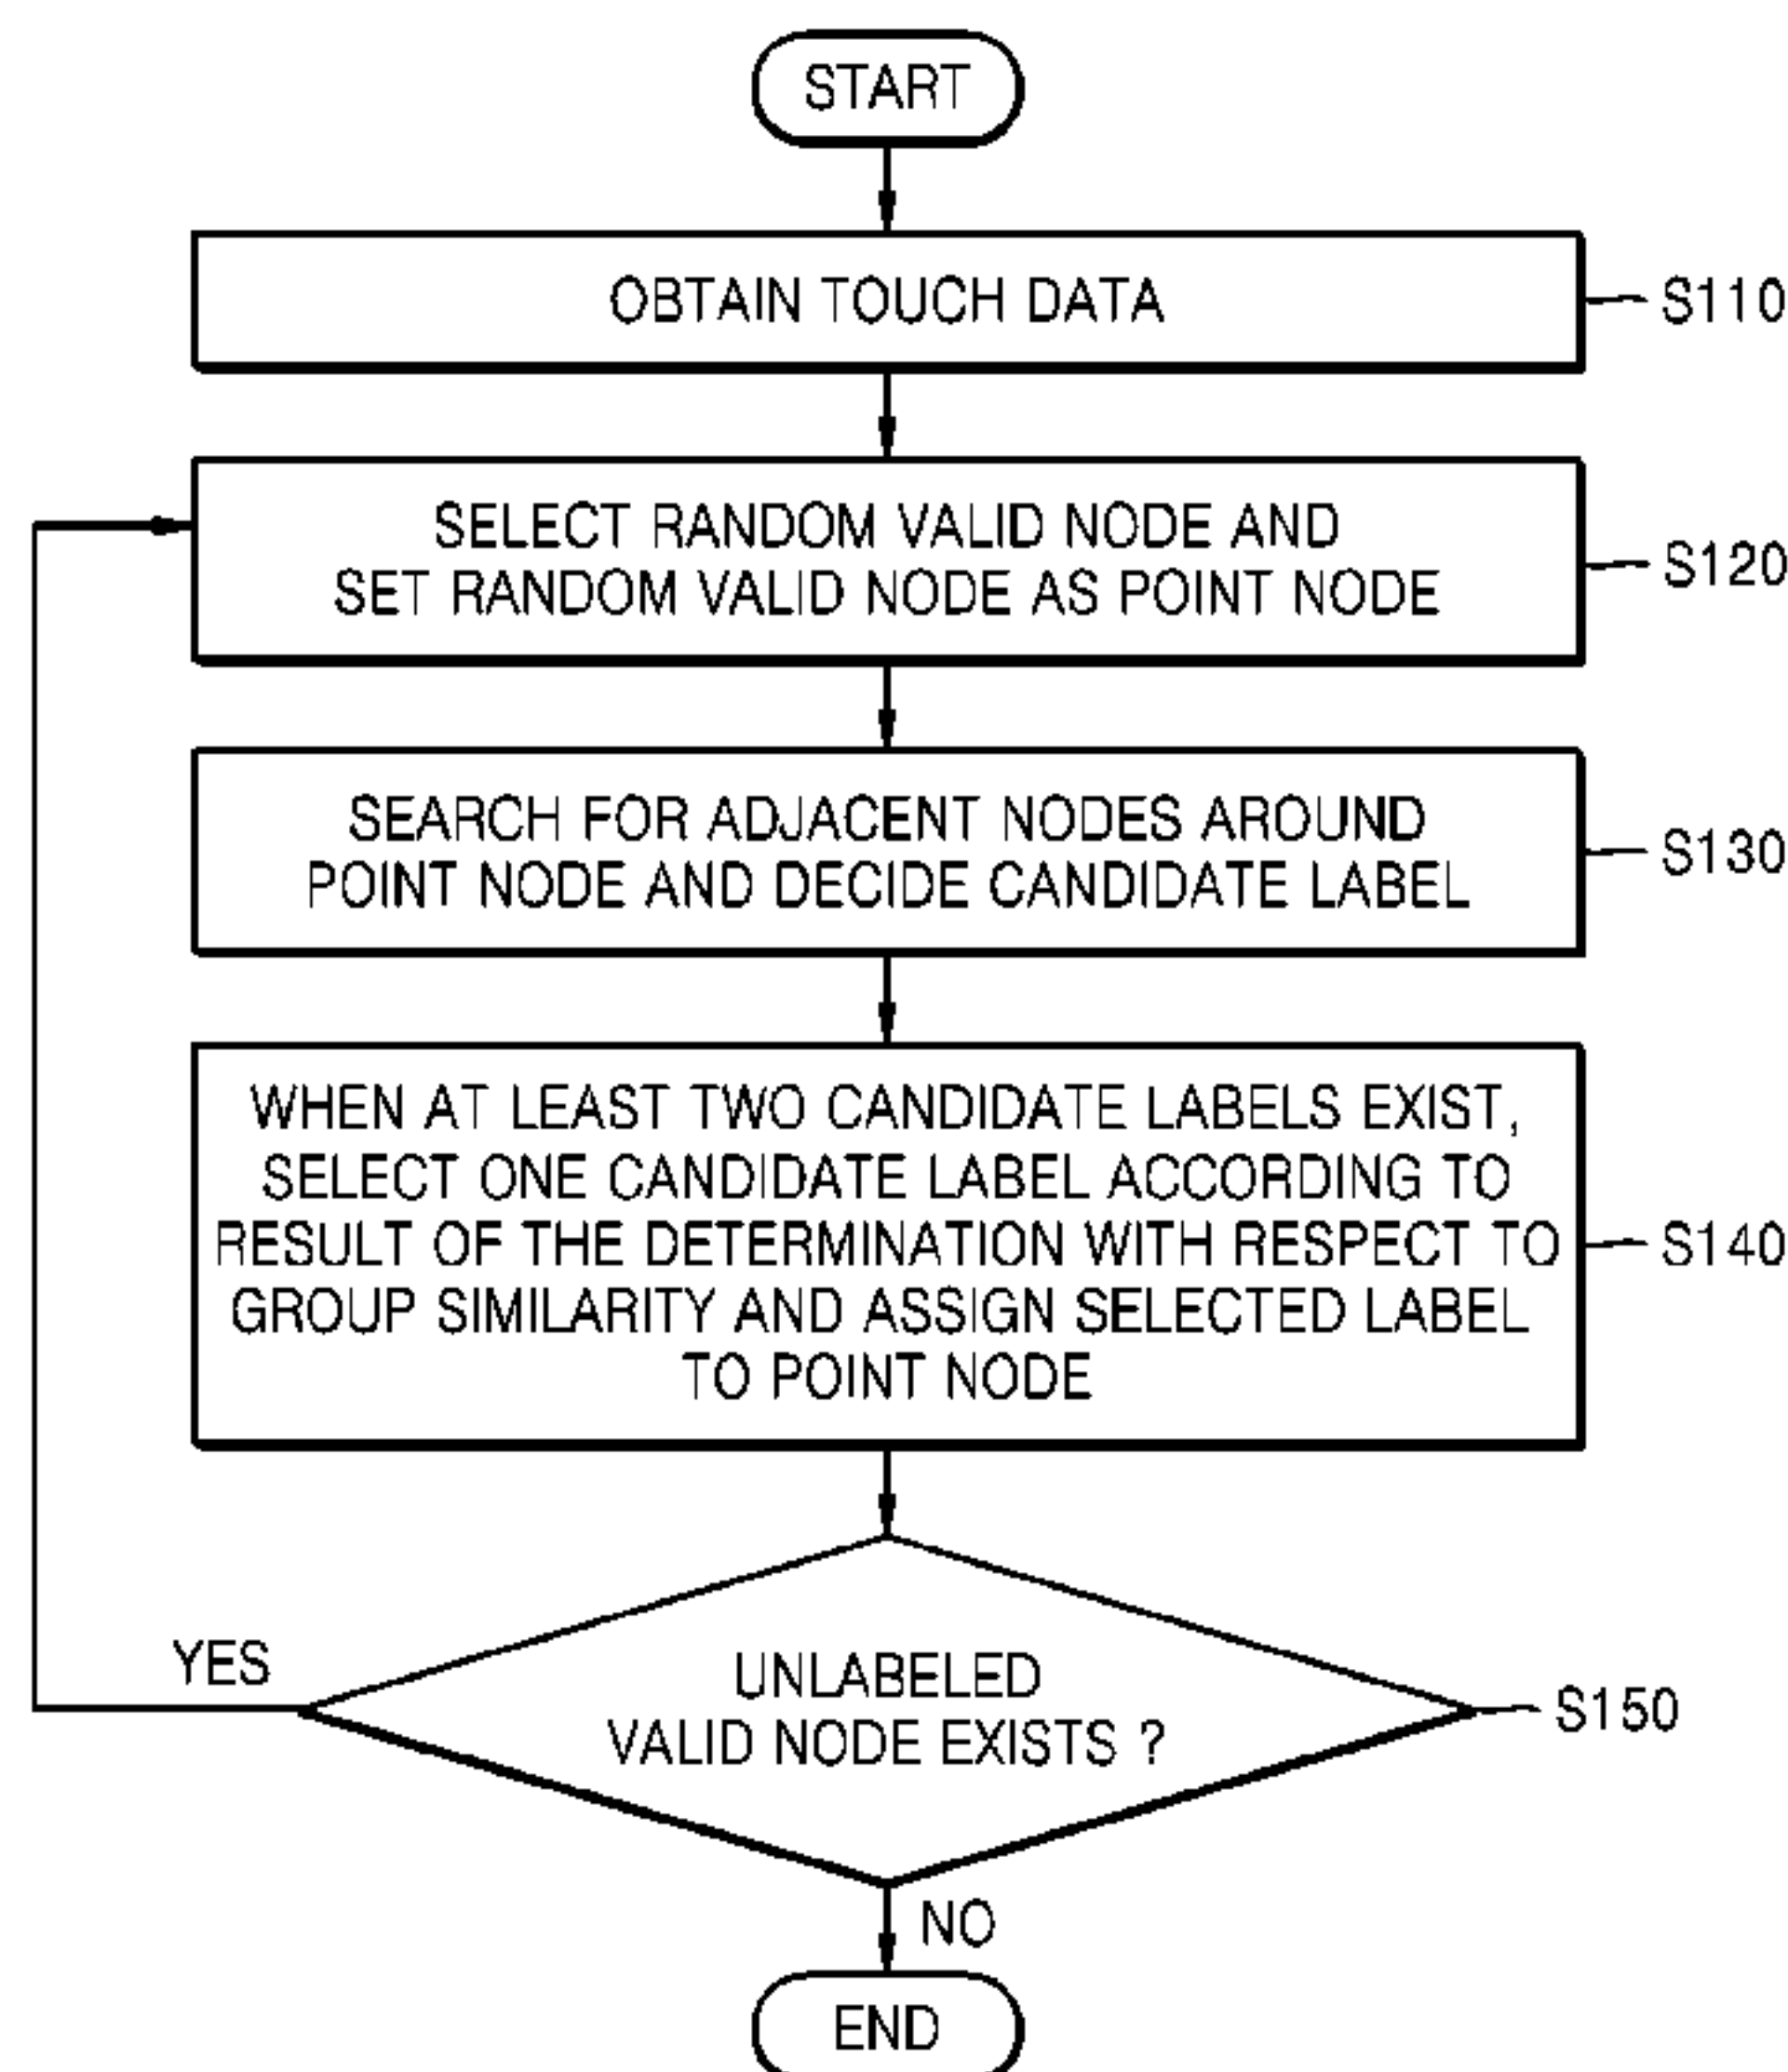 START
OBTAIN TOUCH DATA
S110
SELECT RANDOM VALID NODE AND
SET RANDOM VALID NODE AS POINT NODE
S120
SEARCH FOR ADJACENT NODES AROUND
POINT NODE AND DECIDE CANDIDATE LABEL
S130
WHEN AT LEAST TWO CANDIDATE LABELS EXIST,
SELECT ONE CANDIDATE LABEL ACCORDING TO
RESULT OF THE DETERMINATION WITH RESPECT TO
GROUP SIMILARITY AND ASSIGN SELECTED LABEL
TO POINT NODE
S140
YES
UNLABELED
VALID NODE EXISTS ?
S150
NO
END